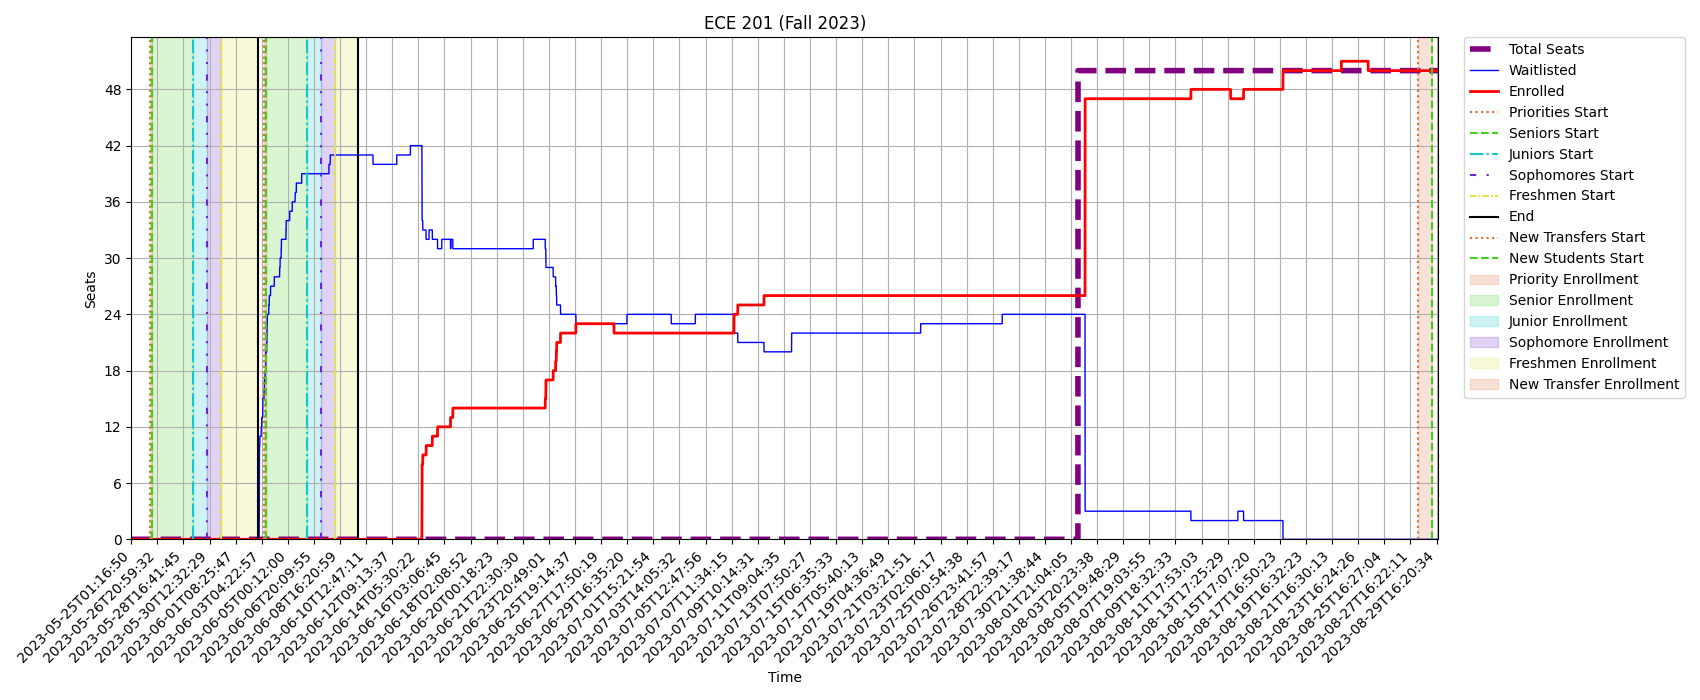 ECE 201 (Fall 2023)
Seats
48
42
36
30
24
18
12
6
0
2023-05-25T01:16:50
2023-05-26T20:59:32
2023-05-28T16:41:45
2023-05-30T12:32:29
2023-06-01T08:25:47
2023-06-03T04:22:57
2023-06-05T00:12:00
2023-06-06T20:09:55
2023-06-08T16:20:59
2023-06-10T12:47:11
2023-06-12T09:13:37
2023-06-14T05:30:22
2023-06-16T03:06:45
2023-06-18T02:08:52
2023-06-20T00:18:23
2023-06-21T22:30:30
2023-06-23T20:49:01
2023-06-25T19:14:37
2023-06-27T17:50:19
2023-06-29T16:35:20
2023-07-01T15:21:54
2023-07-03T14:05:32
2023-07-05T12:47:56
2023-07-07T11:34:15
2023-07-09T10:14:31
2023-07-11T09:04:35
2023-07-13T07:50:27
2023-07-15T06:35:33
2023-07-17T05:40:13
2023-07-19T04:36:49
2023-07-21T03:21:51
2023-07-23T02:06:17
2023-07-25T00:54:38
2023-07-26T23:41:57
2023-07-28T22:39:17
2023-07-30T21:38:44
2023-08-01T21:04:05
2023-08-03T20:23:38
2023-08-05T19:48:29
2023-08-07T19:03:55
2023-08-09T18:32:33
2023-08-11T17:53:03
2023-08-13T17:25:29
2023-08-15T17:07:20
2023-08-17T16:50:23
2023-08-19T16:32:23
2023-08-21T16:30:13
2023-08-23T16:24:26
2023-08-25T16:27:04
2023-08-27T16:22:11
2023-08-29T16:20:34
Time
Total Seats
Waitlisted
Enrolled
Priorities Start
Seniors Start
Juniors Start
Sophomores Start
Freshmen Start
End
New Transfers Start
New Students Start
Priority Enrollment
Senior Enrollment
Junior Enrollment
Sophomore Enrollment
Freshmen Enrollment
New Transfer Enrollment